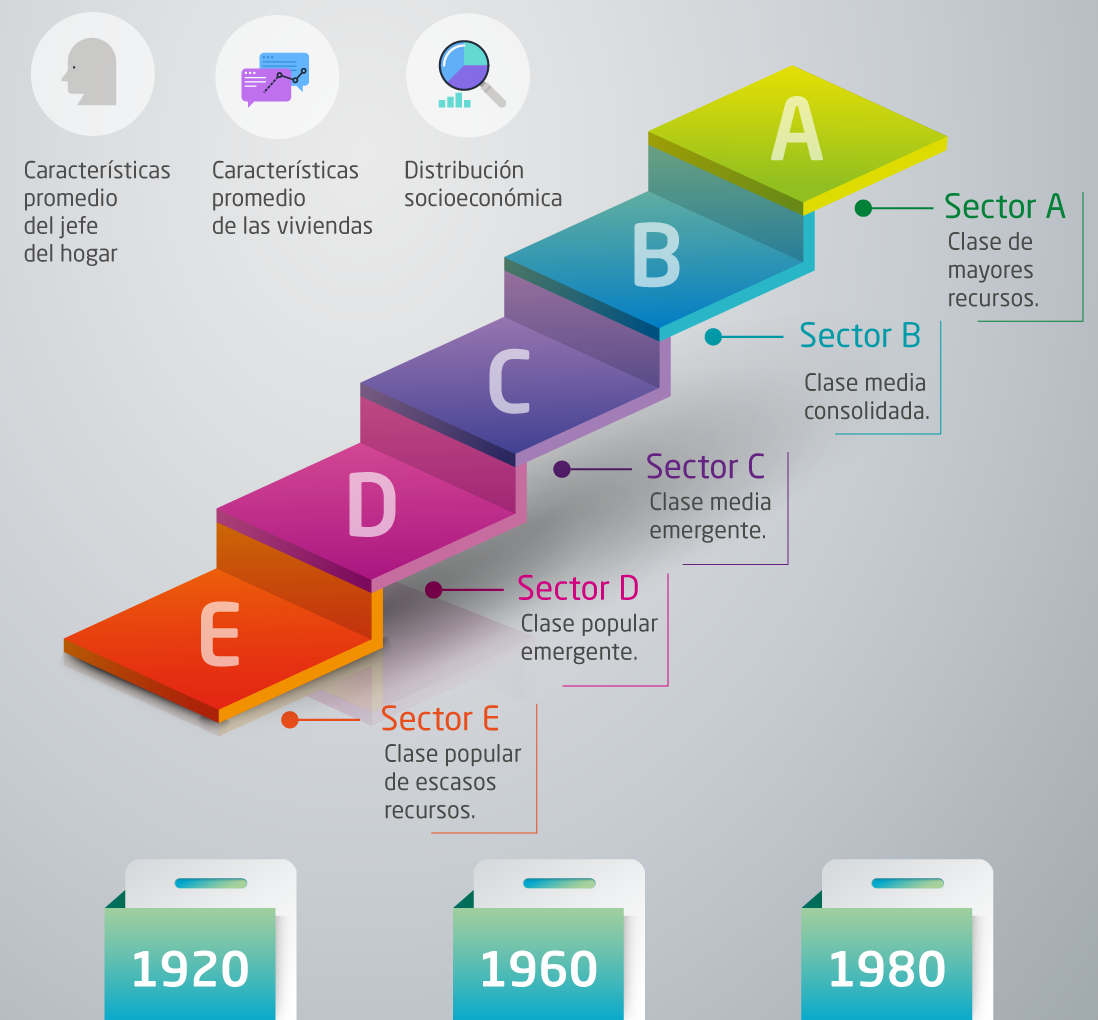 Características
promedio
del jefe
del hogar
Características
promedio
de las viviendas
Distribución
socioeconómica
A
Sector A
Clase de
mayores
recursos.
B
Sector B
Clase media
consolidada.
C
Sector C
Clase media
emergente.
D
Sector D
Clase popular
emergente.
E
Sector E
Clase popular
de escasos
recursos.
1920
1960
1980